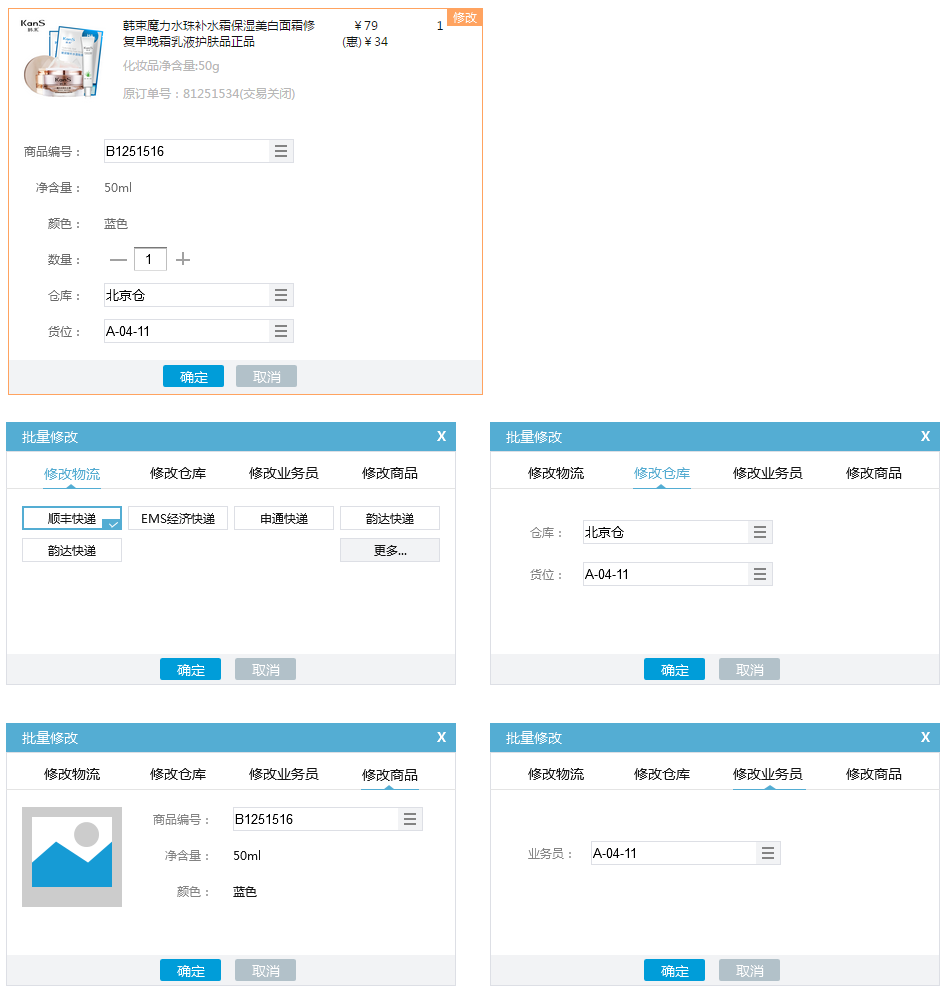 修改
KanS
韩束
韩束魔力水珠补水霜保湿美白面霜修 ￥79 1
复早晚霜乳液护肤品正品 (惠)￥34
化妆品净含量:50g
原订单号：81251534(交易关闭)
商品编号： B1251516
净含量： 50ml
颜色： 蓝色
数量： 1
仓库： 北京仓
货位： A-04-11
确定 取消
批量修改 X
修改物流 修改仓库 修改业务员 修改商品
顺丰快递 EMS经济快递 申通快递 韵达快递
韵达快递 更多...
确定 取消
批量修改 X
修改物流 修改仓库 修改业务员 修改商品
仓库： 北京仓
货位： A-04-11
确定 取消
批量修改 X
修改物流 修改仓库 修改业务员 修改商品
商品编号： B1251516
净含量： 50ml
颜色： 蓝色
确定 取消
批量修改 X
修改物流 修改仓库 修改业务员 修改商品
业务员： A-04-11
确定 取消